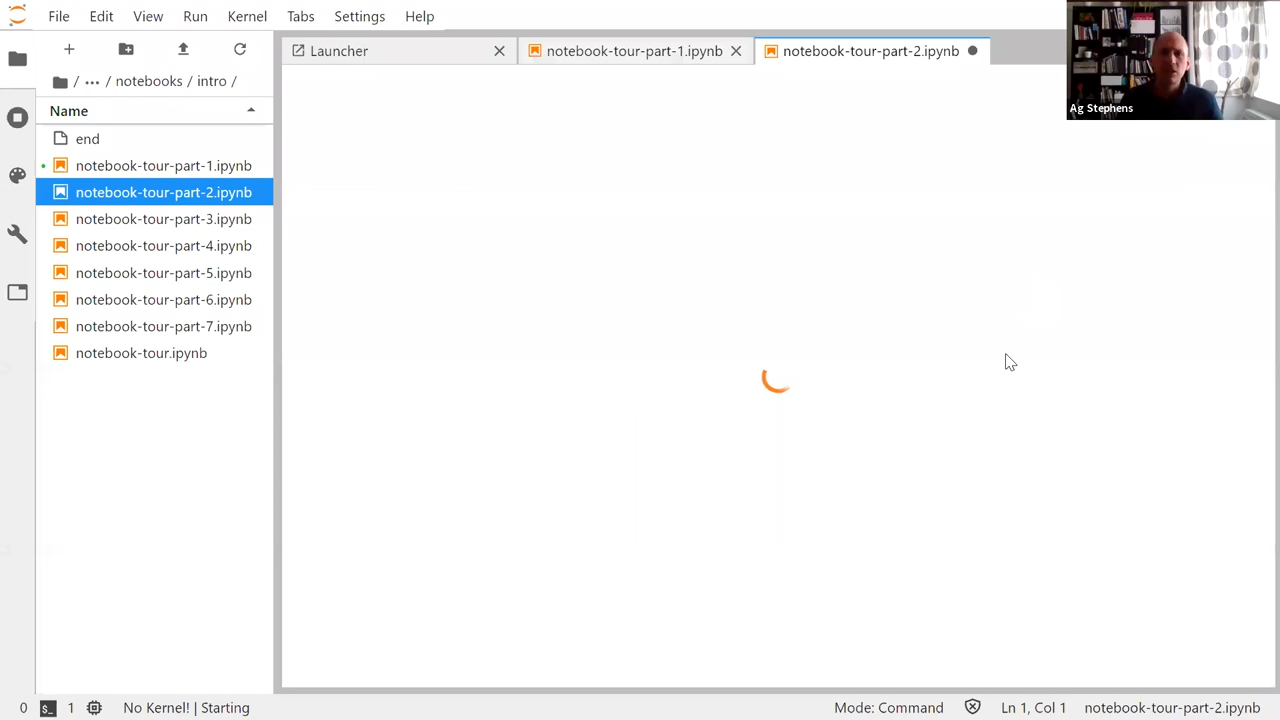 File Edit View Run Kernel Tabs Settings Help
Launcher notebook-tour-part-1.ipynb notebook-tour-part-2.ipynb
/ ··· / notebooks / intro /
Name
end
notebook-tour-part-1.ipynb
notebook-tour-part-2.ipynb
notebook-tour-part-3.ipynb
notebook-tour-part-4.ipynb
notebook-tour-part-5.ipynb
notebook-tour-part-6.ipynb
notebook-tour-part-7.ipynb
notebook-tour.ipynb
Ag Stephens
0 $_ 1 No Kernel! | Starting Mode: Command Ln 1, Col 1 notebook-tour-part-2.ipynb